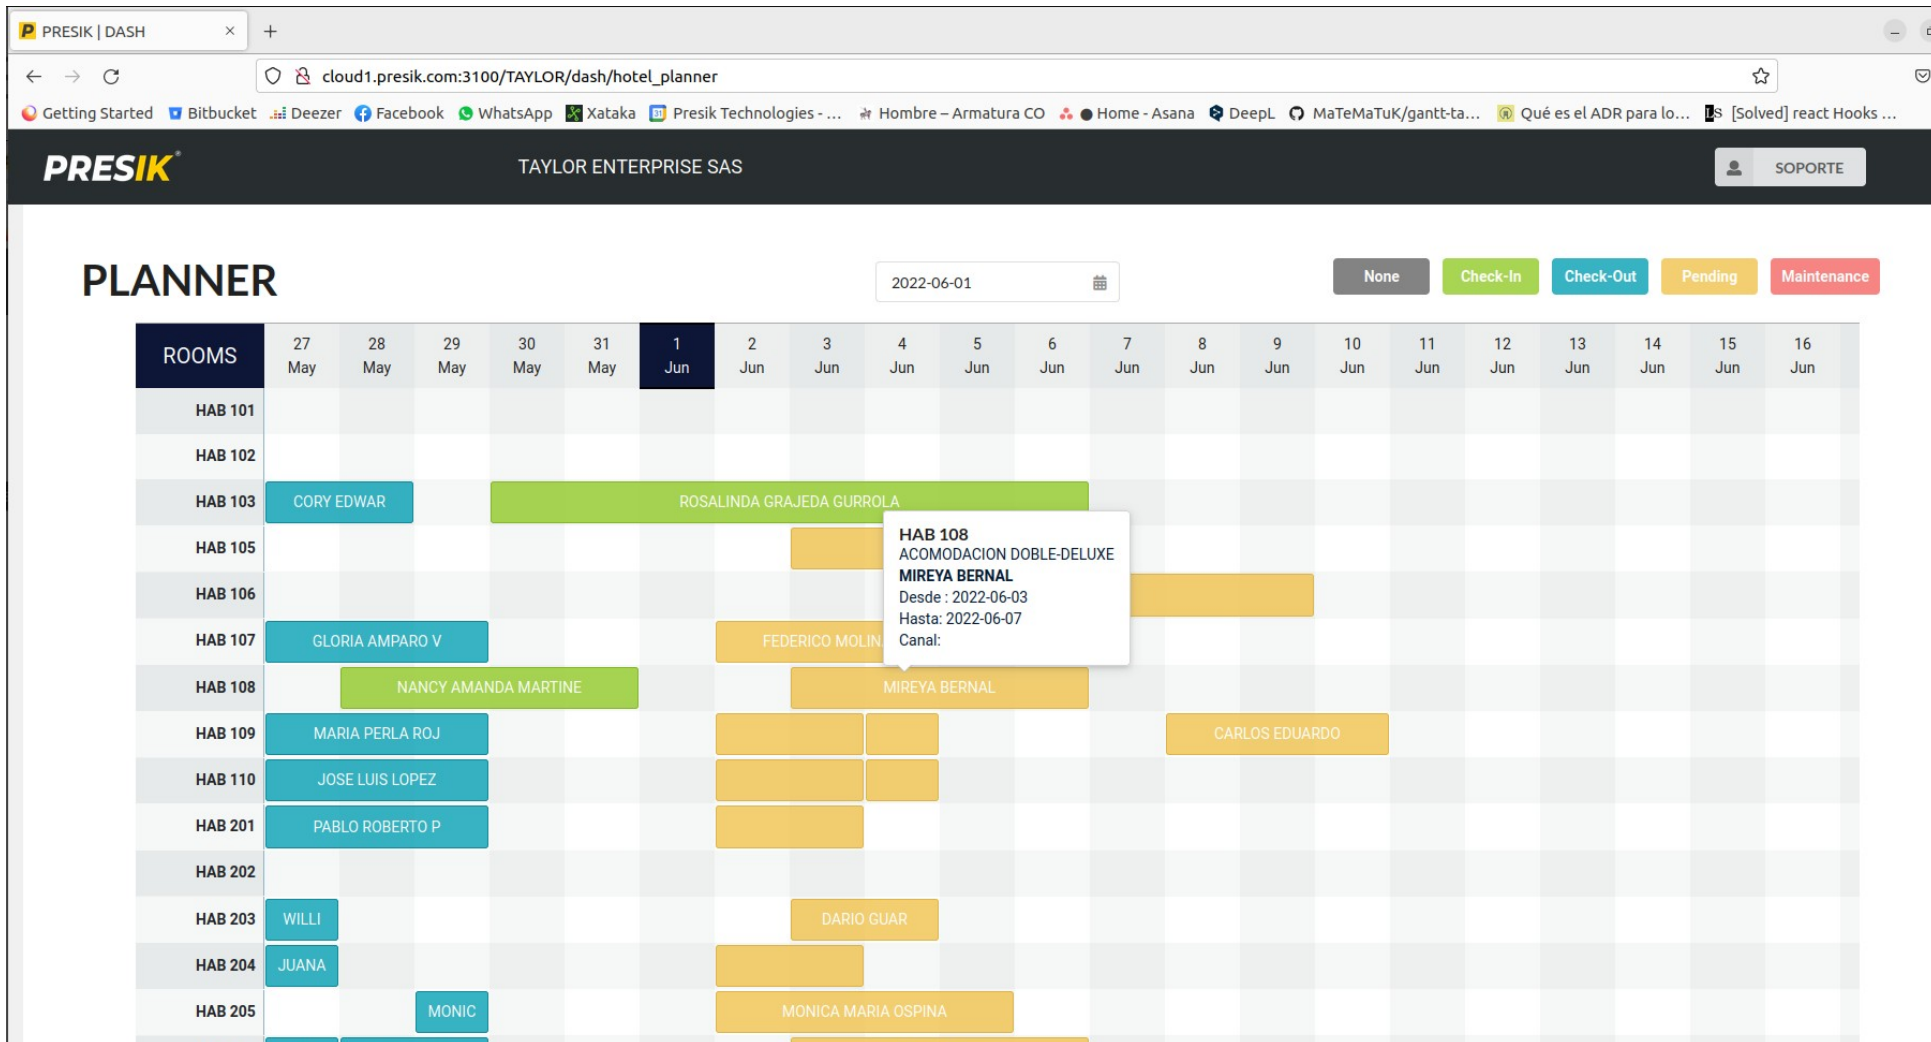 PRESIK | DASH
cloud1.presik.com:3100/TAYLOR/dash/hotel_planner
Getting Started Bitbucket Deezer Facebook WhatsApp Xataka Presik Technologies - ... Hombre – Armatura CO Home - Asana DeepL MaTeMaTuK/gantt-ta... Qué es el ADR para lo... [Solved] react Hooks ...
PRESIK TAYLOR ENTERPRISE SAS SOPORTE
PLANNER 2022-06-01 None Check-In Check-Out Pending Maintenance
ROOMS
27 28 29 30 31 1 2 3 4 5 6 7 8 9 10 11 12 13 14 15 16
May May May May May Jun Jun Jun Jun Jun Jun Jun Jun Jun Jun Jun Jun Jun Jun Jun Jun
HAB 101
HAB 102
HAB 103 CORY EDWAR ROSALINDA GRAJEDA GURROLA
HAB 108
ACOMODACION DOBLE-DELUXE
MIREYA BERNAL
Desde : 2022-06-03
Hasta: 2022-06-07
Canal:
HAB 105
HAB 106
HAB 107 GLORIA AMPARO V FEDERICO MOLIN
HAB 108 NANCY AMANDA MARTINE MIREYA BERNAL
HAB 109 MARIA PERLA ROJ CARLOS EDUARDO
HAB 110 JOSE LUIS LOPEZ
HAB 201 PABLO ROBERTO P
HAB 202
HAB 203 WILLI DARIO GUAR
HAB 204 JUANA
HAB 205 MONIC MONICA MARIA OSPINA